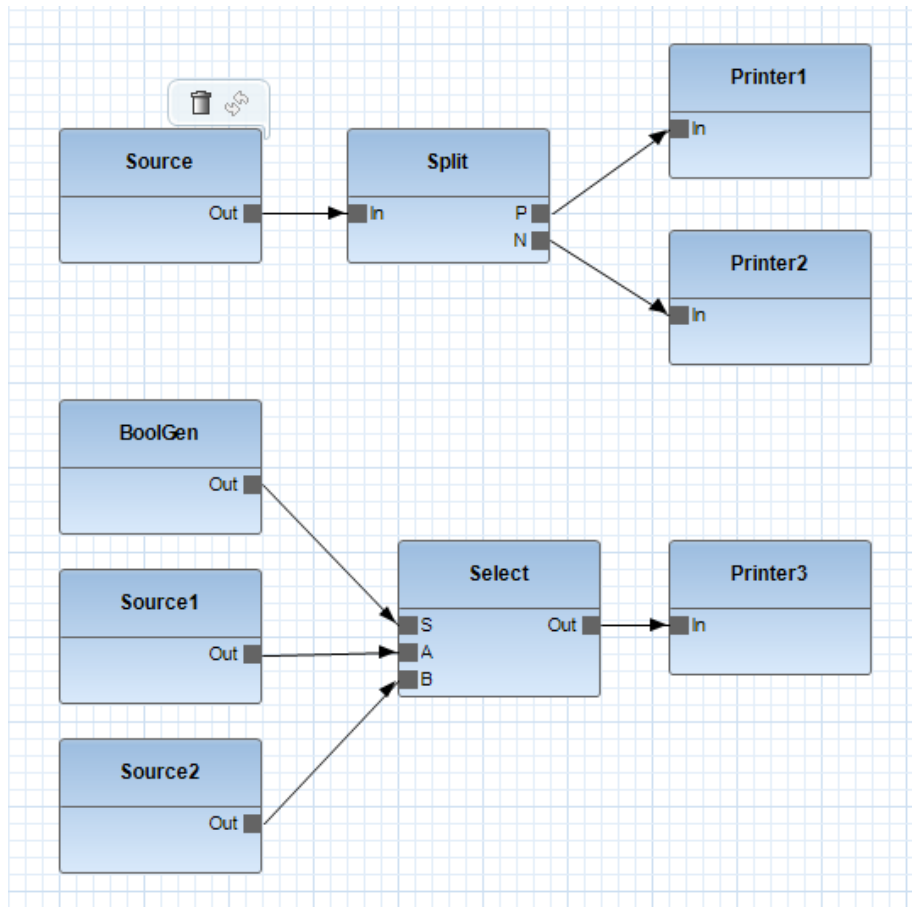 Printer1
In
Source
Out
Split
In
P
N
Printer2
In
BoolGen
Out
Source1
Out
Select
S
A
B
Out
Printer3
In
Source2
Out